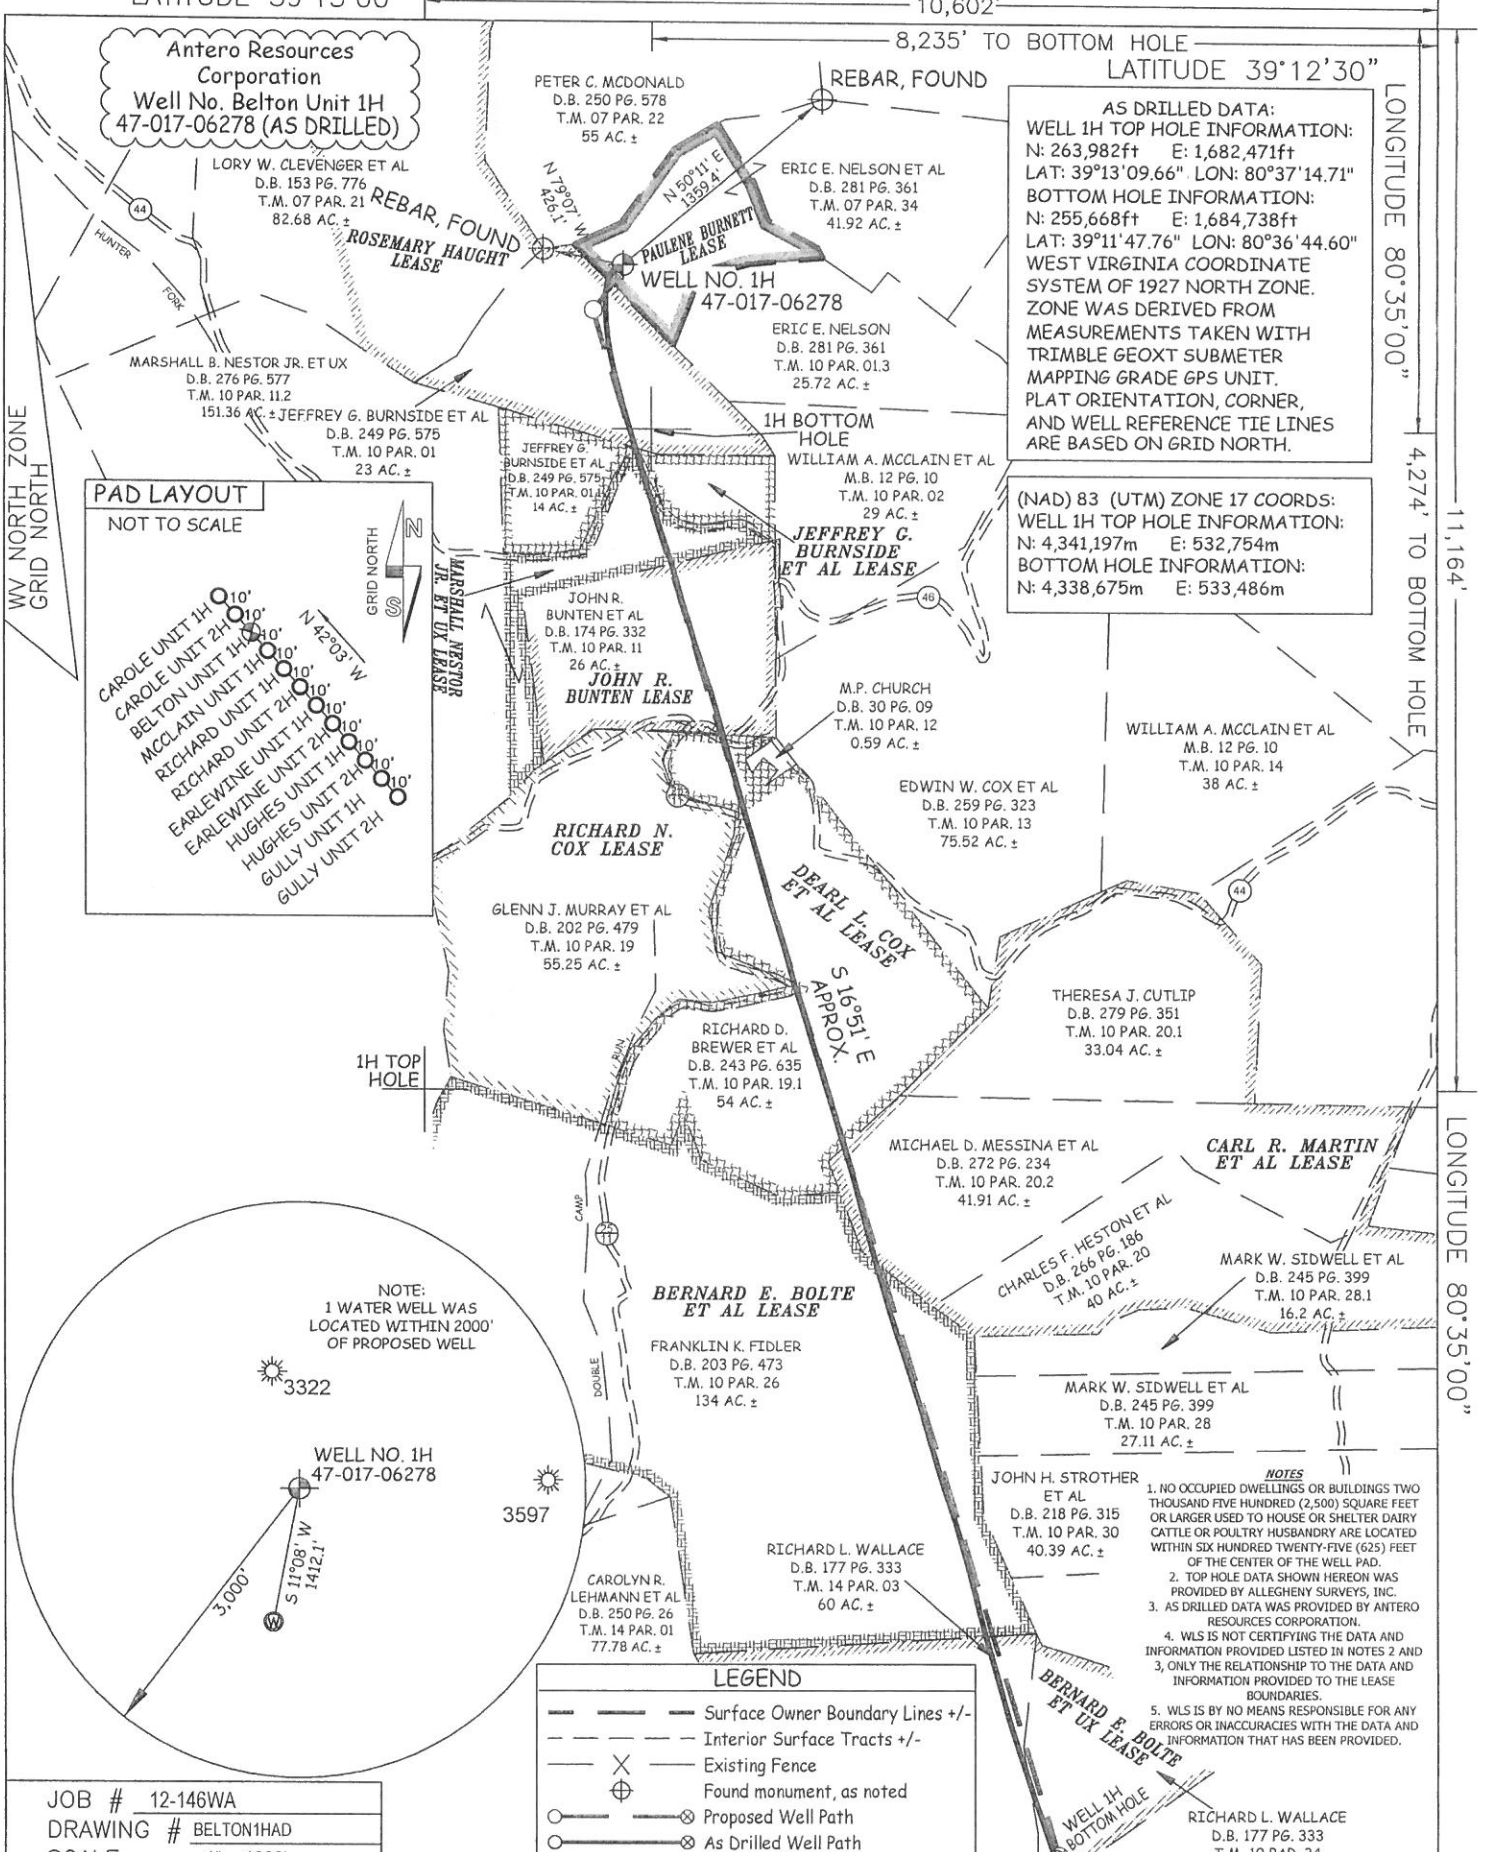 10,602'
8,235' TO BOTTOM HOLE
LATITUDE 39°12'30"
Antero Resources
Corporation
Well No. Belton Unit 1H
47-017-06278 (AS DRILLED)
PETER C. MCDONALD
D.B. 250 PG. 578
T.M. 07 PAR. 22
55 AC. ±
REBAR, FOUND
LORY W. CLEVENGER ET AL
D.B. 153 PG. 776
T.M. 07 PAR. 21
82.68 AC. ±
REBAR, FOUND
ROSEMARY HAUGHT
LEASE
N 79°07' W
426.1'
N 50°11' E
1359.4'
PAULENE BURNETT
LEASE
ERIC E. NELSON ET AL
D.B. 281 PG. 361
T.M. 07 PAR. 34
41.92 AC. ±
44
HUNTER
FORK
WELL NO. 1H
47-017-06278
ERIC E. NELSON
D.B. 281 PG. 361
T.M. 10 PAR. 01.3
25.72 AC. ±
AS DRILLED DATA:
WELL 1H TOP HOLE INFORMATION:
N: 263,982ft E: 1,682,471ft
LAT: 39°13'09.66" LON: 80°37'14.71"
BOTTOM HOLE INFORMATION:
N: 255,668ft E: 1,684,738ft
LAT: 39°11'47.76" LON: 80°36'44.60"
WEST VIRGINIA COORDINATE
SYSTEM OF 1927 NORTH ZONE.
ZONE WAS DERIVED FROM
MEASUREMENTS TAKEN WITH
TRIMBLE GEOXT SUBMETER
MAPPING GRADE GPS UNIT.
PLAT ORIENTATION, CORNER,
AND WELL REFERENCE TIE LINES
ARE BASED ON GRID NORTH.
LONGITUDE 80°35'00"
4,274' TO BOTTOM HOLE
11,164'
(NAD) 83 (UTM) ZONE 17 COORDS:
WELL 1H TOP HOLE INFORMATION:
N: 4,341,197m E: 532,754m
BOTTOM HOLE INFORMATION:
N: 4,338,675m E: 533,486m
MARSHALL B. NESTOR JR. ET UX
D.B. 276 PG. 577
T.M. 10 PAR. 11.2
151.36 AC. ±
JEFFREY G. BURNSIDE ET AL
D.B. 249 PG. 575
T.M. 10 PAR. 01
23 AC. ±
WV NORTH ZONE
GRID NORTH
JEFFREY G.
BURNSIDE ET AL
D.B. 249 PG. 575
T.M. 10 PAR. 01.1
14 AC. ±
1H BOTTOM
HOLE
WILLIAM A. MCCLAIN ET AL
M.B. 12 PG. 10
T.M. 10 PAR. 02
29 AC. ±
JEFFREY G.
BURNSIDE
ET AL LEASE
46
PAD LAYOUT
NOT TO SCALE
GRID NORTH
N
S
N 42°03' W
10'
10'
10'
10'
10'
10'
10'
10'
10'
10'
10'
CAROLE UNIT 1H
CAROLE UNIT 2H
BELTON UNIT 1H
MCCLAIN UNIT 1H
RICHARD UNIT 1H
RICHARD UNIT 2H
EARLEWINE UNIT 1H
EARLEWINE UNIT 2H
HUGHES UNIT 1H
HUGHES UNIT 2H
GULLY UNIT 1H
GULLY UNIT 2H
MARSHALL NESTOR
JR. ET UX
LEASE
JOHN R.
BUNTEN ET AL
D.B. 174 PG. 332
T.M. 10 PAR. 11
26 AC. ±
JOHN R.
BUNTEN LEASE
M.P. CHURCH
D.B. 30 PG. 09
T.M. 10 PAR. 12
0.59 AC. ±
WILLIAM A. MCCLAIN ET AL
M.B. 12 PG. 10
T.M. 10 PAR. 14
38 AC. ±
EDWIN W. COX ET AL
D.B. 259 PG. 323
T.M. 10 PAR. 13
75.52 AC. ±
RICHARD N.
COX LEASE
DEARL L. COX
ET AL LEASE
44
GLENN J. MURRAY ET AL
D.B. 202 PG. 479
T.M. 10 PAR. 19
55.25 AC. ±
S 16°51' E
APPROX.
THERESA J. CUTLIP
D.B. 279 PG. 351
T.M. 10 PAR. 20.1
33.04 AC. ±
RICHARD D.
BREWER ET AL
D.B. 243 PG. 635
T.M. 10 PAR. 19.1
54 AC. ±
RUN
1H TOP
HOLE
MICHAEL D. MESSINA ET AL
D.B. 272 PG. 234
T.M. 10 PAR. 20.2
41.91 AC. ±
CARL R. MARTIN
ET AL LEASE
LONGITUDE 80°35'00"
CHARLES F. HESTON ET AL
D.B. 266 PG. 186
T.M. 10 PAR. 20
40 AC. ±
MARK W. SIDWELL ET AL
D.B. 245 PG. 399
T.M. 10 PAR. 28.1
16.2 AC. ±
CAMP
25
11
DOUBLE
BERNARD E. BOLTE
ET AL LEASE
FRANKLIN K. FIDLER
D.B. 203 PG. 473
T.M. 10 PAR. 26
134 AC. ±
MARK W. SIDWELL ET AL
D.B. 245 PG. 399
T.M. 10 PAR. 28
27.11 AC. ±
NOTE:
1 WATER WELL WAS
LOCATED WITHIN 2000'
OF PROPOSED WELL
3322
WELL NO. 1H
47-017-06278
3597
3,000'
S 11°08' W
1412.1'
W
JOHN H. STROTHER
ET AL
D.B. 218 PG. 315
T.M. 10 PAR. 30
40.39 AC. ±
RICHARD L. WALLACE
D.B. 177 PG. 333
T.M. 14 PAR. 03
60 AC. ±
CAROLYN R.
LEHMANN ET AL
D.B. 250 PG. 26
T.M. 14 PAR. 01
77.78 AC. ±
NOTES
1. NO OCCUPIED DWELLINGS OR BUILDINGS TWO
THOUSAND FIVE HUNDRED (2,500) SQUARE FEET
OR LARGER USED TO HOUSE OR SHELTER DAIRY
CATTLE OR POULTRY HUSBANDRY ARE LOCATED
WITHIN SIX HUNDRED TWENTY-FIVE (625) FEET
OF THE CENTER OF THE WELL PAD.
2. TOP HOLE DATA SHOWN HEREON WAS
PROVIDED BY ALLEGHENY SURVEYS, INC.
3. AS DRILLED DATA WAS PROVIDED BY ANTERO
RESOURCES CORPORATION.
4. WLS IS NOT CERTIFYING THE DATA AND
INFORMATION PROVIDED LISTED IN NOTES 2 AND
3, ONLY THE RELATIONSHIP TO THE DATA AND
INFORMATION PROVIDED TO THE LEASE
BOUNDARIES.
5. WLS IS BY NO MEANS RESPONSIBLE FOR ANY
ERRORS OR INACCURACIES WITH THE DATA AND
INFORMATION THAT HAS BEEN PROVIDED.
BERNARD E. BOLTE
ET UX
LEASE
WELL 1H
BOTTOM HOLE
RICHARD L. WALLACE
D.B. 177 PG. 333
LEGEND
Surface Owner Boundary Lines +/-
Interior Surface Tracts +/-
Existing Fence
Found monument, as noted
Proposed Well Path
As Drilled Well Path
JOB # 12-146WA
DRAWING # BELTON1HAD